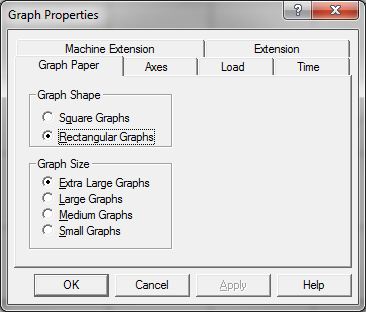 Graph Properties
?
Machine Extension Extension
Graph Paper Axes Load Time
Graph Shape
Square Graphs
Rectangular Graphs
Graph Size
Extra Large Graphs
Large Graphs
Medium Graphs
Small Graphs
OK Cancel Apply Help